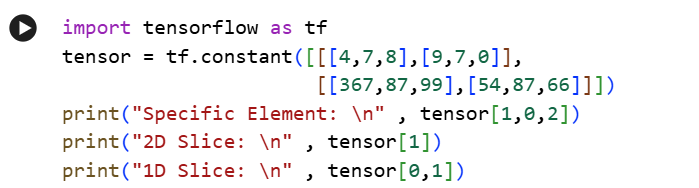 import tensorflow as tf
tensor = tf.constant([[[4,7,8],[9,7,0]],
[[367,87,99],[54,87,66]]])
print("Specific Element: \n" , tensor[1,0,2])
print("2D Slice: \n" , tensor[1])
print("1D Slice: \n" , tensor[0,1])